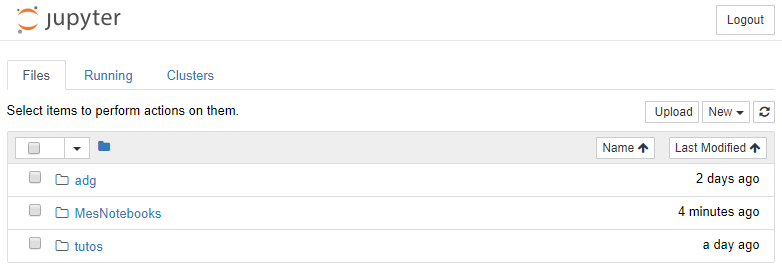 jupyter
Logout
Files Running Clusters
Select items to perform actions on them.
Upload New
Name Last Modified
adg 2 days ago
MesNotebooks 4 minutes ago
tutos a day ago